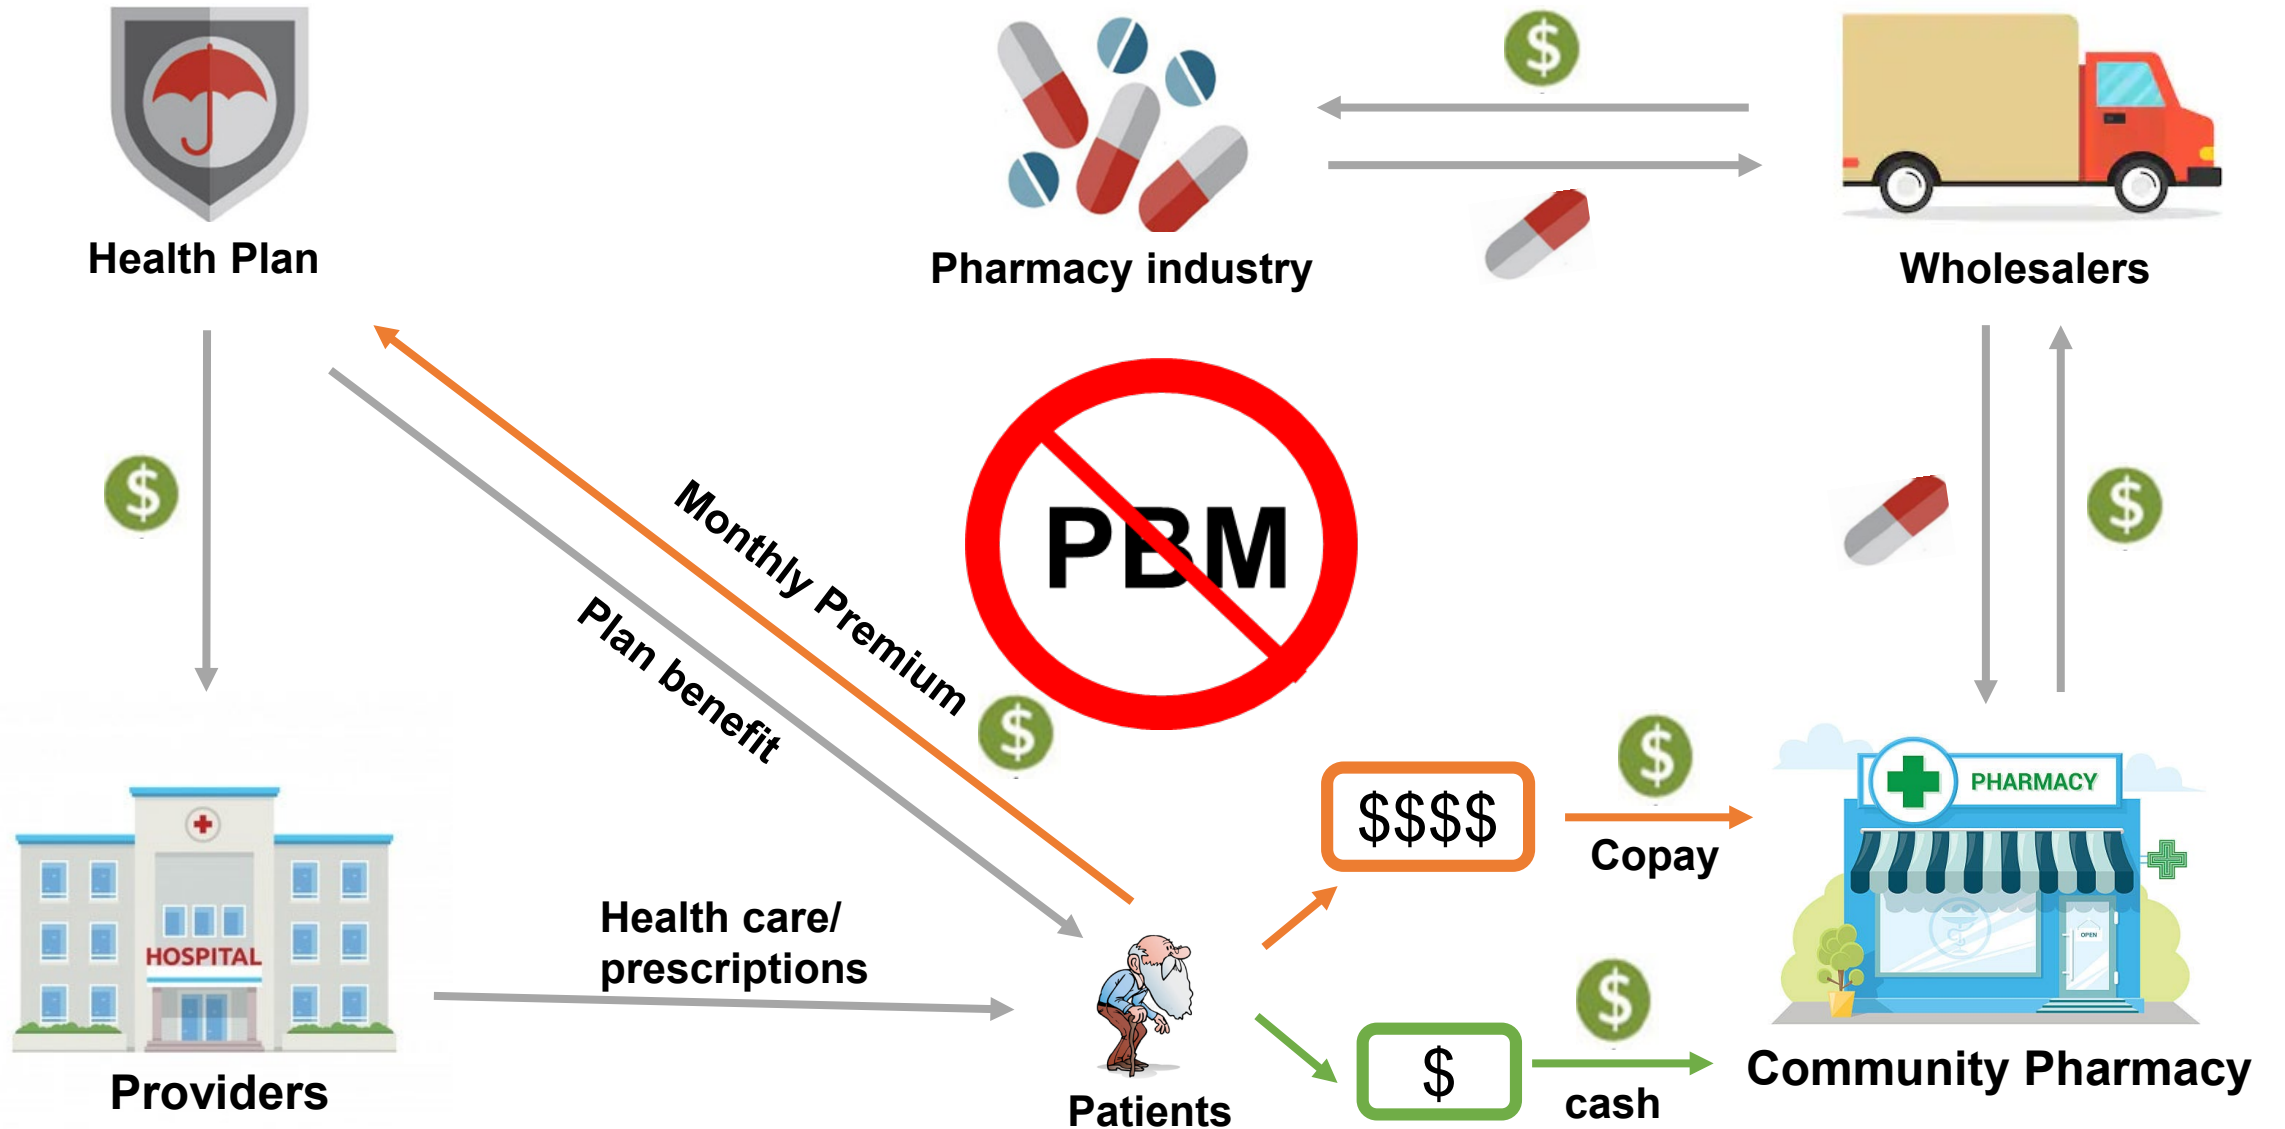 $
Health Plan
Pharmacy industry
$
Wholesalers
$
$
Monthly Premium
Plan benefit
PBM
$
$
$$$$
Copay
PHARMACY
OPEN
HOSPITAL
Health care/
prescriptions
$
$
cash
Providers
Patients
Community Pharmacy